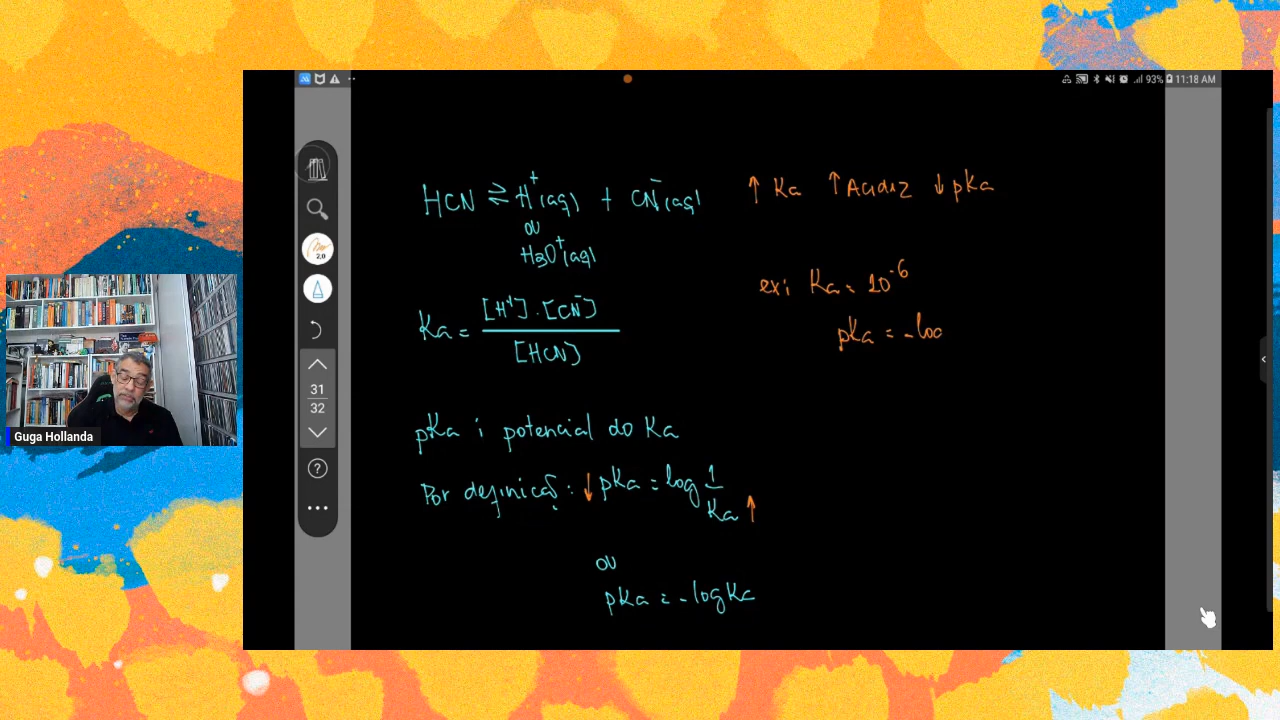 93% 11:18 AM
HCN ⇌ H⁺(aq) + CN⁻(aq)
ou
H₃O⁺(aq)
↑ Ka ↑ Acidez ↓ pKa
ex: Ka = 10⁻⁶
pKa = -log
Ka = [H⁺] . [CN⁻]
[HCN]
pKa : potencial do Ka
Por definição : ↓ pKa = log 1
Ka ↑
ou
pKa = -log Ka
2,0
31
32
?
Guga Hollanda